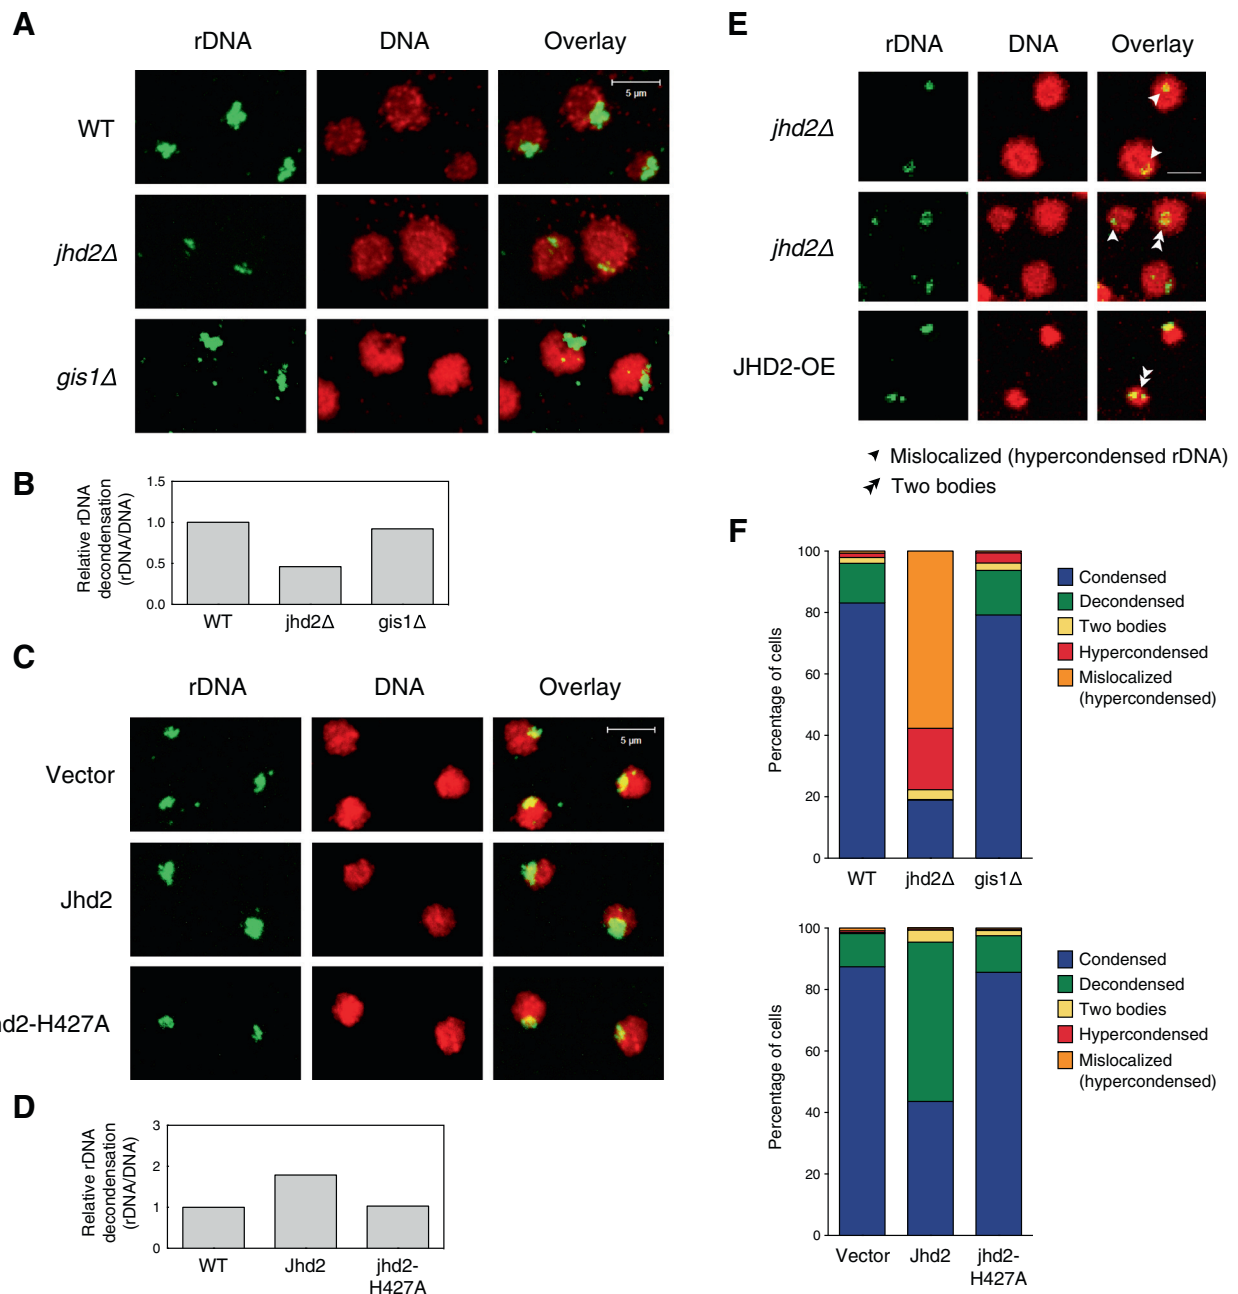 A
rDNA
DNA
Overlay
5 µm
WT
jhd2Δ
gis1Δ
B
Relative rDNA
decondensation
(rDNA/DNA)
1.5
1.0
0.5
0.0
WT
jhd2Δ
gis1Δ
C
rDNA
DNA
Overlay
5 µm
Vector
Jhd2
hd2-H427A
D
Relative rDNA
decondensation
(rDNA/DNA)
3
2
1
0
WT
Jhd2
jhd2-
H427A
E
rDNA
DNA
Overlay
jhd2Δ
jhd2Δ
JHD2-OE
Mislocalized (hypercondensed rDNA)
Two bodies
F
Percentage of cells
100
80
60
40
20
0
WT
jhd2Δ
gis1Δ
Condensed
Decondensed
Two bodies
Hypercondensed
Mislocalized
(hypercondensed)
Percentage of cells
100
80
60
40
20
0
Vector
Jhd2
jhd2-
H427A
Condensed
Decondensed
Two bodies
Hypercondensed
Mislocalized
(hypercondensed)